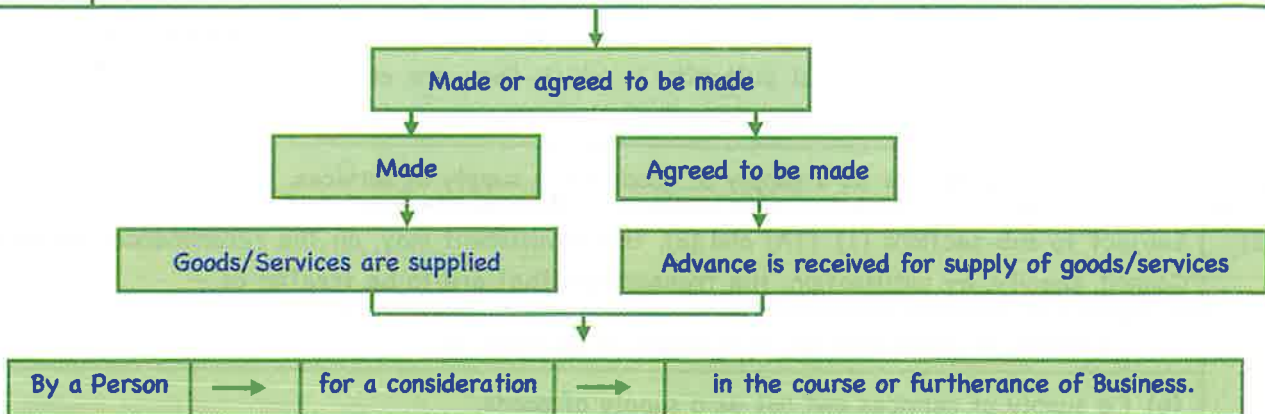 Made or agreed to be made
Made
Agreed to be made
Goods/Services are supplied
Advance is received for supply of goods/services
By a Person → for a consideration → in the course or furtherance of Business.